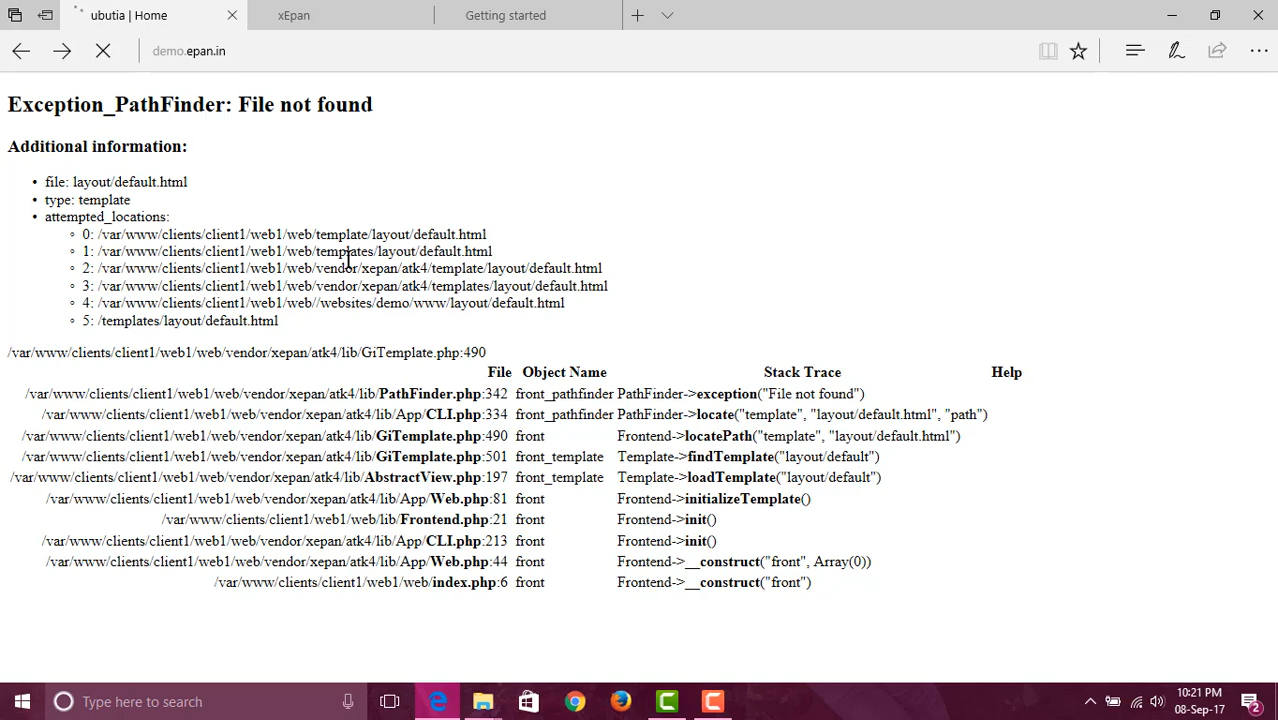 ubutia | Home
xEpan
Getting started
demo.epan.in
Exception_PathFinder: File not found
Additional information:
• file: layout/default.html
• type: template
• attempted_locations:
◦ 0: /var/www/clients/client1/web1/web/template/layout/default.html
◦ 1: /var/www/clients/client1/web1/web/templates/layout/default.html
◦ 2: /var/www/clients/client1/web1/web/vendor/xepan/atk4/template/layout/default.html
◦ 3: /var/www/clients/client1/web1/web/vendor/xepan/atk4/templates/layout/default.html
◦ 4: /var/www/clients/client1/web1/web//websites/demo/www/layout/default.html
◦ 5: /templates/layout/default.html
/var/www/clients/client1/web1/web/vendor/xepan/atk4/lib/GiTemplate.php:490
File Object Name Stack Trace Help
/var/www/clients/client1/web1/web/vendor/xepan/atk4/lib/PathFinder.php:342 front_pathfinder PathFinder->exception("File not found")
/var/www/clients/client1/web1/web/vendor/xepan/atk4/lib/App/CLI.php:334 front_pathfinder PathFinder->locate("template", "layout/default.html", "path")
/var/www/clients/client1/web1/web/vendor/xepan/atk4/lib/GiTemplate.php:490 front Frontend->locatePath("template", "layout/default.html")
/var/www/clients/client1/web1/web/vendor/xepan/atk4/lib/GiTemplate.php:501 front_template Template->findTemplate("layout/default")
/var/www/clients/client1/web1/web/vendor/xepan/atk4/lib/AbstractView.php:197 front_template Template->loadTemplate("layout/default")
/var/www/clients/client1/web1/web/vendor/xepan/atk4/lib/App/Web.php:81 front Frontend->initializeTemplate()
/var/www/clients/client1/web1/web/lib/Frontend.php:21 front Frontend->init()
/var/www/clients/client1/web1/web/vendor/xepan/atk4/lib/App/CLI.php:213 front Frontend->init()
/var/www/clients/client1/web1/web/vendor/xepan/atk4/lib/App/Web.php:44 front Frontend->__construct("front", Array(0))
/var/www/clients/client1/web1/web/index.php:6 front Frontend->__construct("front")
Type here to search
10:21 PM
08-Sep-17
2